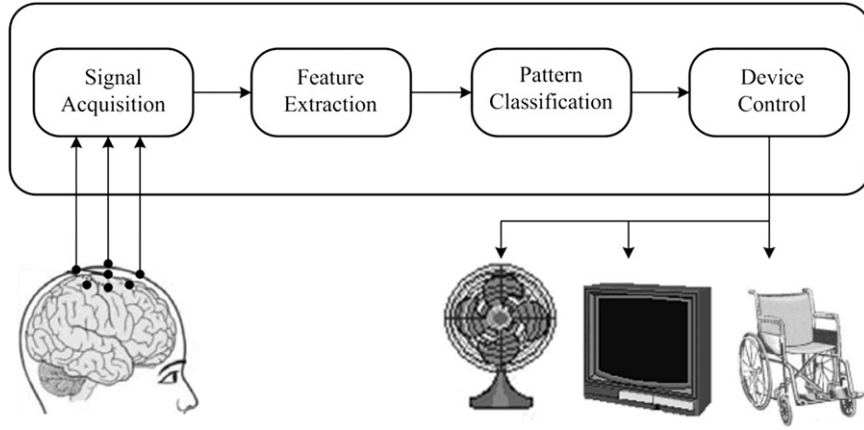 Signal
Acquisition
Feature
Extraction
Pattern
Classification
Device
Control